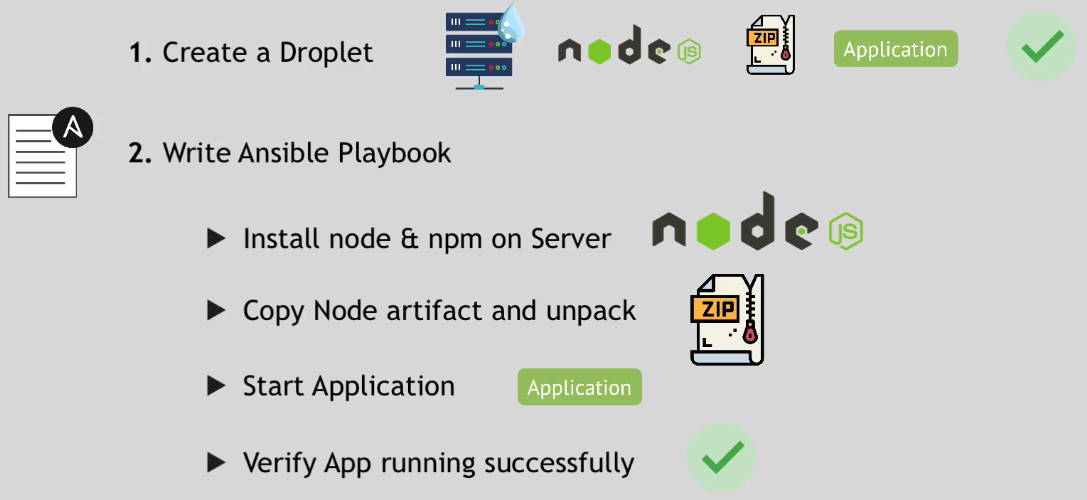 1. Create a Droplet
node JS
ZIP
Application
2. Write Ansible Playbook
A
▶ Install node & npm on Server
node JS
▶ Copy Node artifact and unpack
ZIP
▶ Start Application
Application
▶ Verify App running successfully